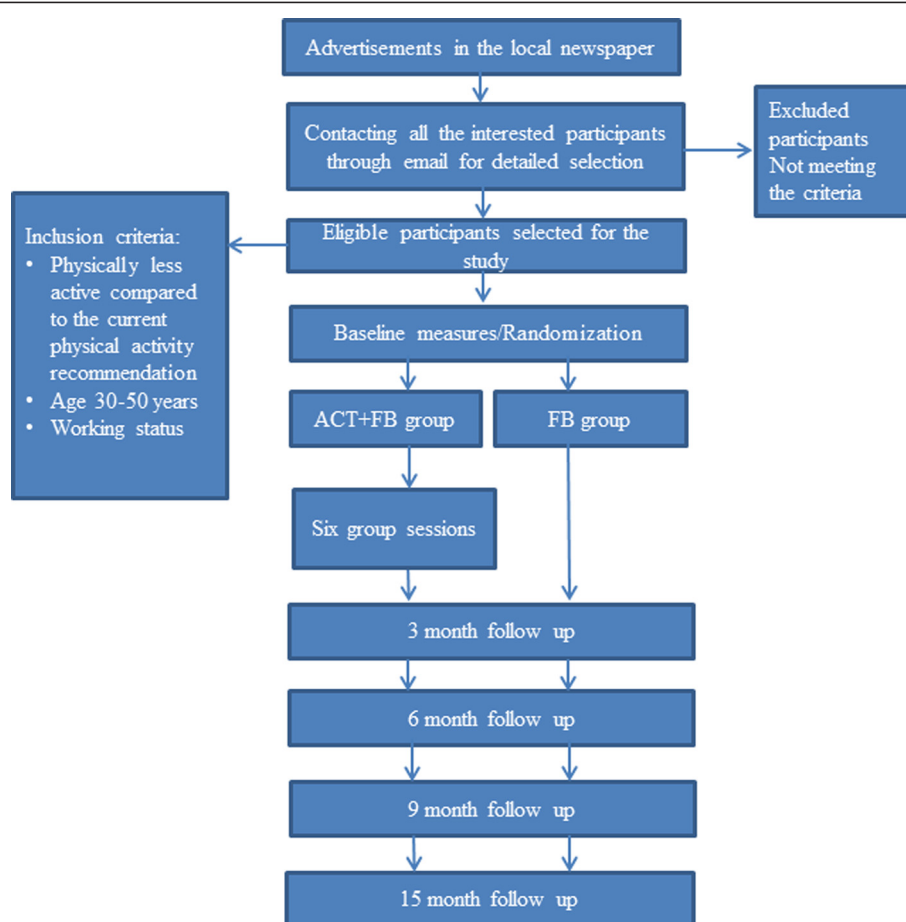 Advertisements in the local newspaper
Contacting all the interested participants
through email for detailed selection
Excluded
participants
Not meeting
the criteria
Eligible participants selected for the
study
Inclusion criteria:
• Physically less
active compared
to the current
physical activity
recommendation
• Age 30-50 years
• Working status
Baseline measures/Randomization
ACT+FB group
FB group
Six group sessions
3 month follow up
6 month follow up
9 month follow up
15 month follow up